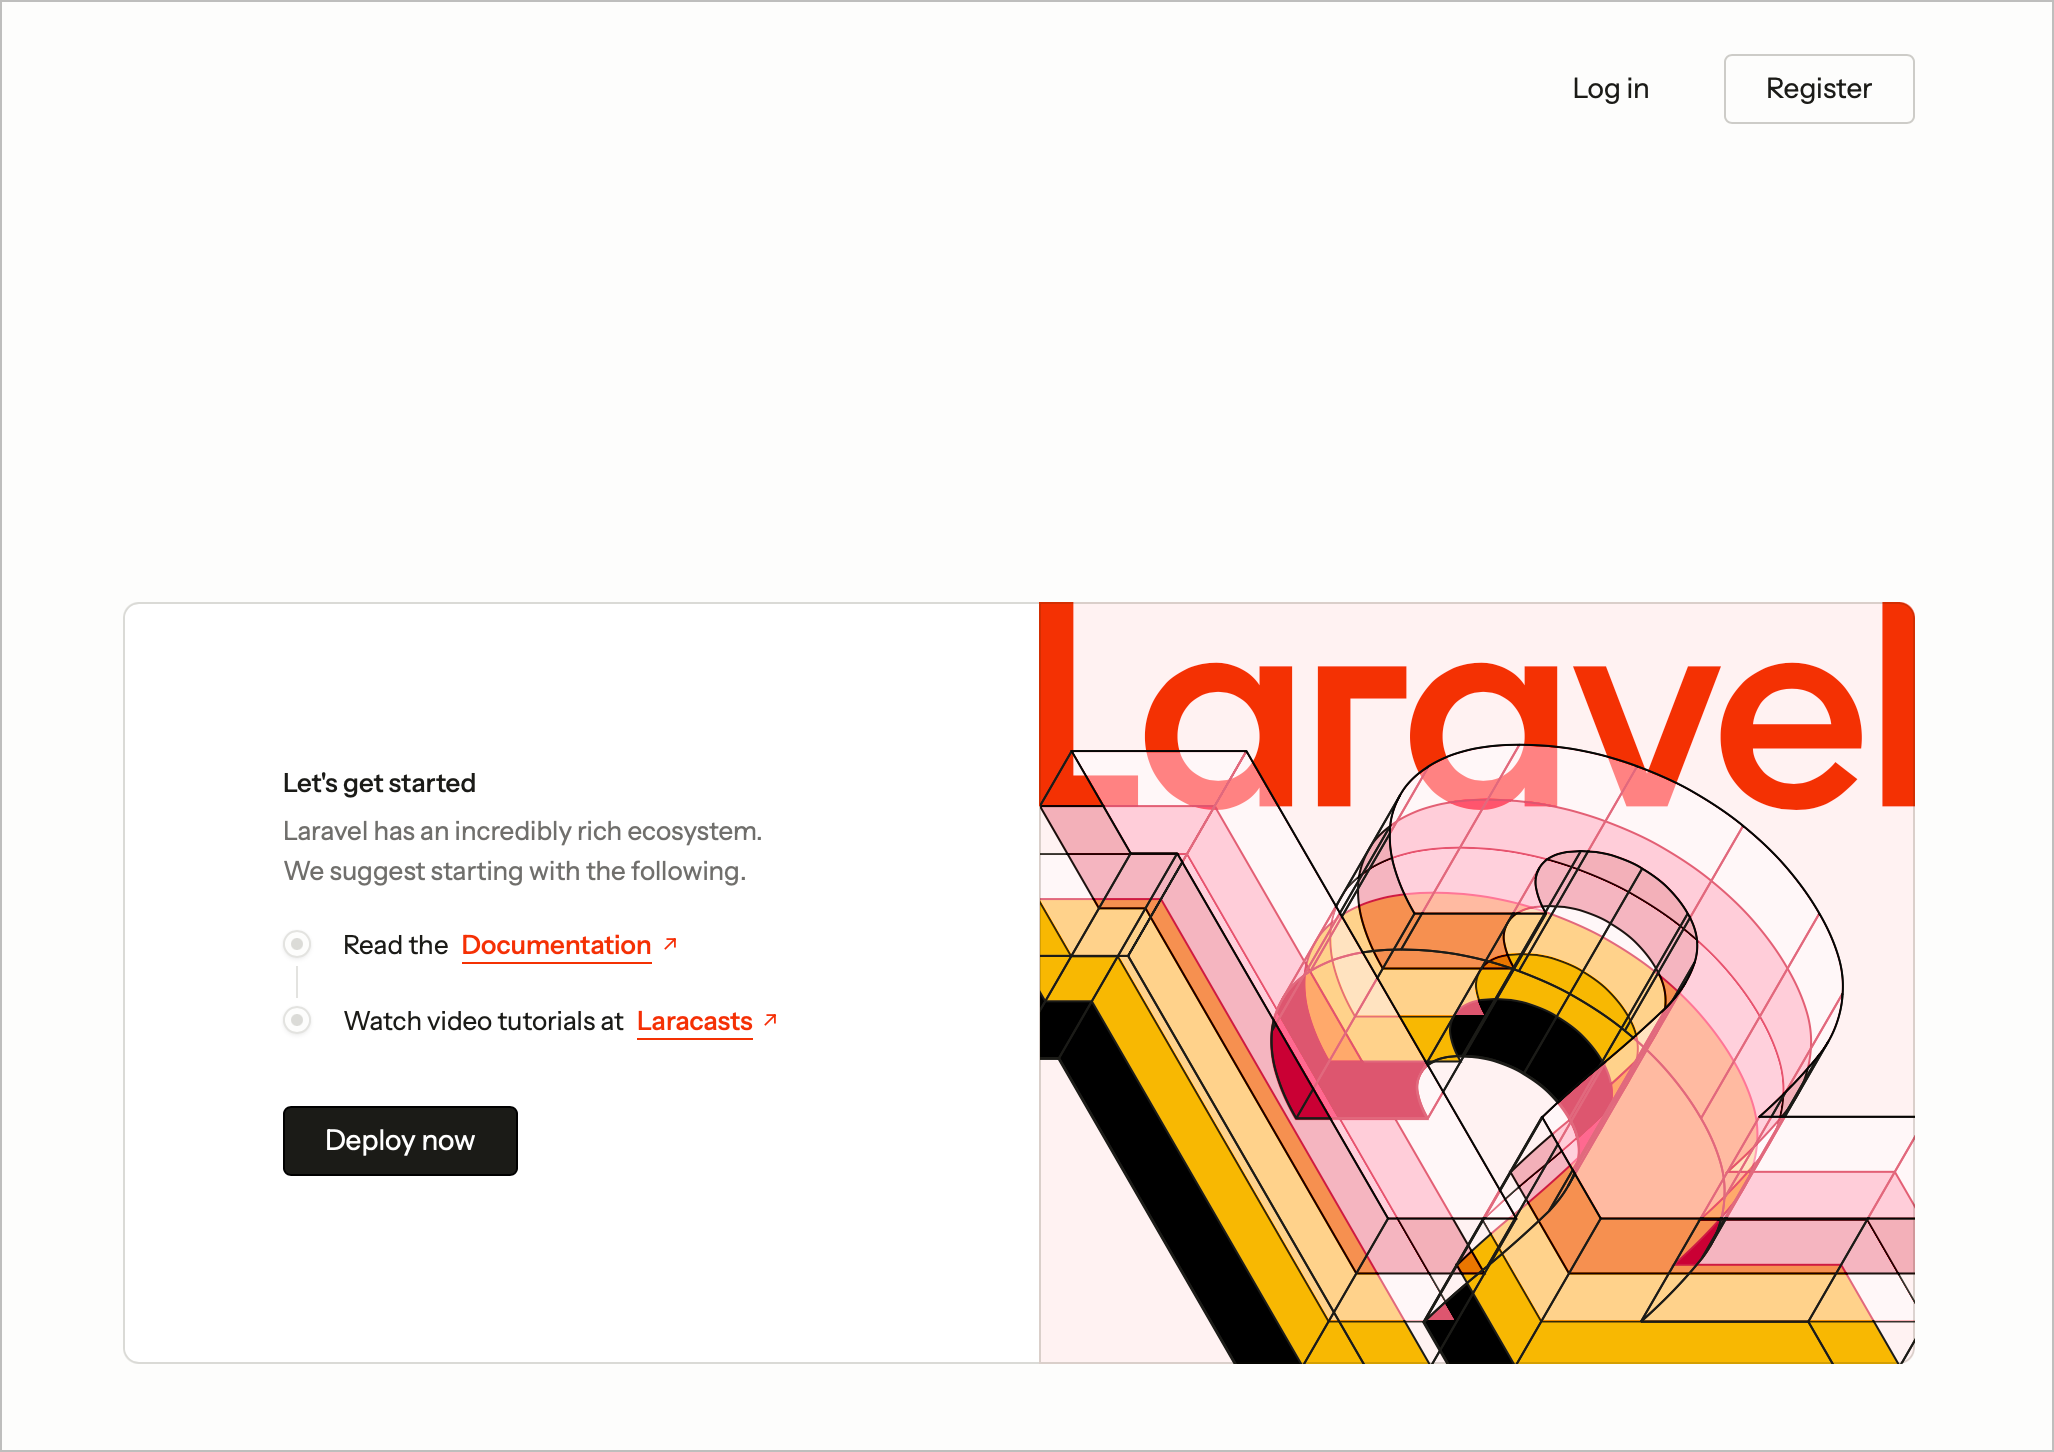 Log in
Register
Laravel
Let's get started
Laravel has an incredibly rich ecosystem.
We suggest starting with the following.
Read the Documentation ↗
Watch video tutorials at Laracasts ↗
Deploy now